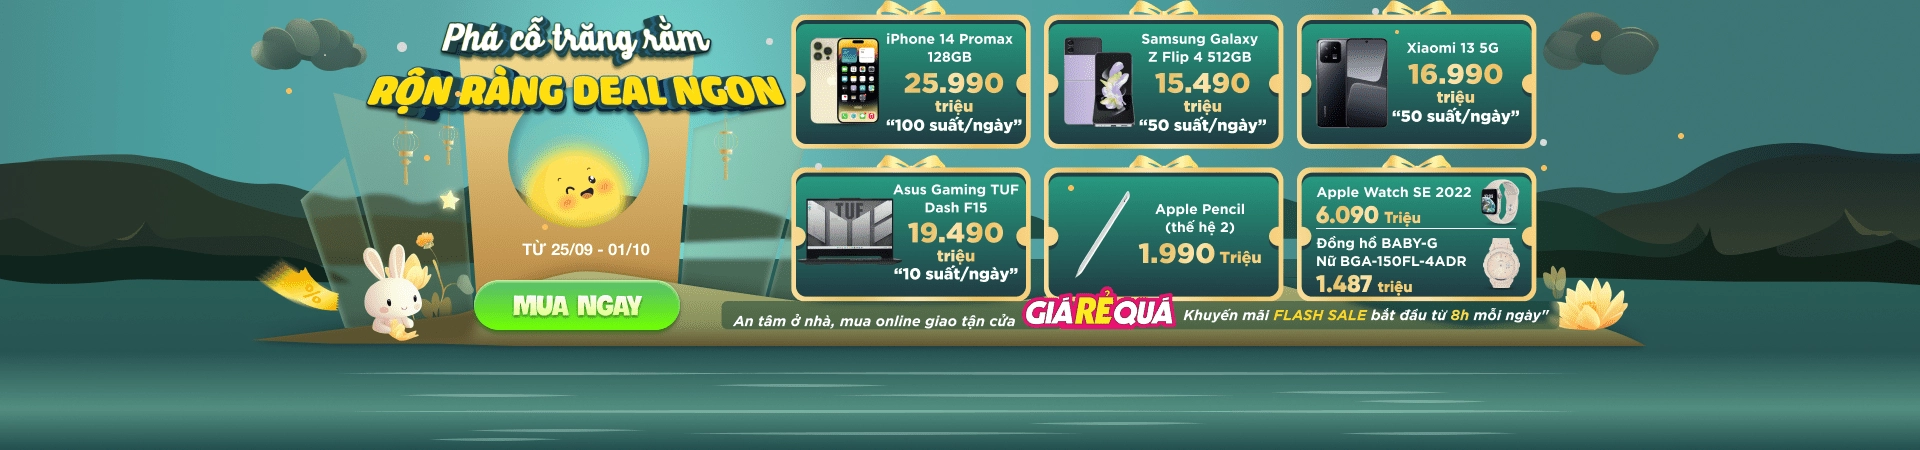 Phá cỗ trăng rằm
RỘN RÀNG DEAL NGON
TỪ 25/09 - 01/10
MUA NGAY
iPhone 14 Promax
128GB
25.990
triệu
“100 suất/ngày”
Samsung Galaxy
Z Flip 4 512GB
15.490
triệu
“50 suất/ngày”
Xiaomi 13 5G
16.990
triệu
“50 suất/ngày”
Asus Gaming TUF
Dash F15
19.490
triệu
“10 suất/ngày”
TUF
Apple Pencil
(thế hệ 2)
1.990 Triệu
Apple Watch SE 2022
6.090 Triệu
Đồng hồ BABY-G
Nữ BGA-150FL-4ADR
1.487 triệu
%
An tâm ở nhà, mua online giao tận cửa
GIÁ RẺ QUÁ
Khuyến mãi FLASH SALE bắt đầu từ 8h mỗi ngày"